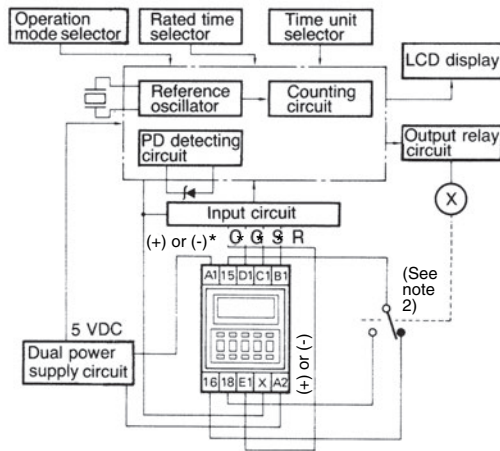 Operation
mode selector
Rated time
selector
Time unit
selector
LCD display
Reference
oscillator
Counting
circuit
PD detecting
circuit
Output relay
circuit
X
Input circuit
(+) or (-)* O* G* S* R
A1 15 D1 C1 B1
(See
note
2)
5 VDC
Dual power
supply circuit
(+) or (-)
16 18 E1 X A2